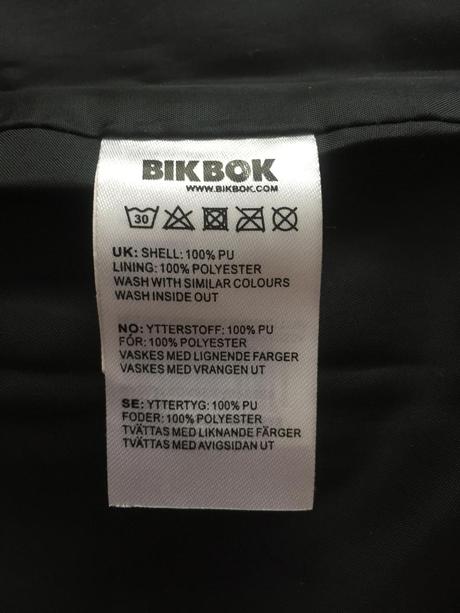 BIKBOK
WWW.BIKBOK.COM
30
UK: SHELL: 100% PU
LINING: 100% POLYESTER
WASH WITH SIMILAR COLOURS
WASH INSIDE OUT
NO: YTTERSTOFF: 100% PU
FÓR: 100% POLYESTER
VASKES MED LIGNENDE FARGER
VASKES MED VRANGEN UT
SE: YTTERTYG: 100% PU
FODER: 100% POLYESTER
TVÄTTAS MED LIKNANDE FÄRGER
TVÄTTAS MED AVIGSIDAN UT